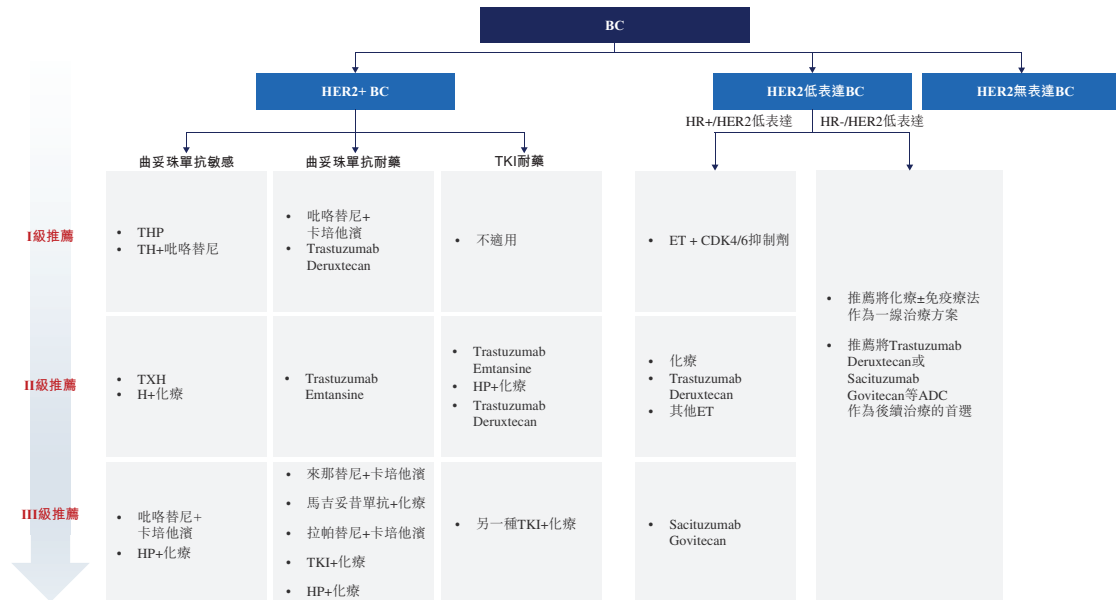 BC
HER2+ BC
HER2低表達BC
HER2無表達BC
HR+/HER2低表達
HR-/HER2低表達
曲妥珠單抗敏感
曲妥珠單抗耐藥
TKI耐藥
I級推薦
• THP
• TH+吡咯替尼
• 吡咯替尼+
卡培他濱
• Trastuzumab
Deruxtecan
• 不適用
• ET + CDK4/6抑制劑
• 推薦將化療±免疫療法
作為一線治療方案
• 推薦將Trastuzumab
Deruxtecan或
Sacituzumab
Govitecan等ADC
作為後續治療的首選
II級推薦
• TXH
• H+化療
• Trastuzumab
Emtansine
• Trastuzumab
Emtansine
• HP+化療
• Trastuzumab
Deruxtecan
• 化療
• Trastuzumab
Deruxtecan
• 其他ET
III級推薦
• 吡咯替尼+
卡培他濱
• HP+化療
• 來那替尼+卡培他濱
• 馬吉妥昔單抗+化療
• 拉帕替尼+卡培他濱
• TKI+化療
• HP+化療
• 另一種TKI+化療
• Sacituzumab
Govitecan